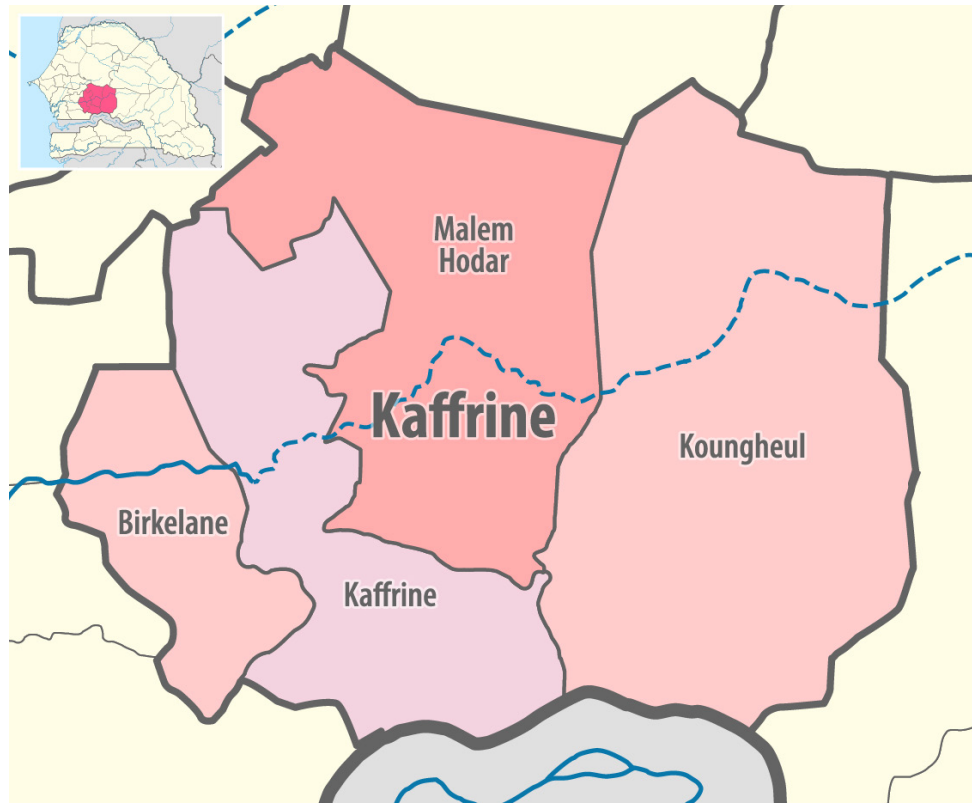 Malem
Hodar
Kaffrine
Koungheul
Birkelane
Kaffrine